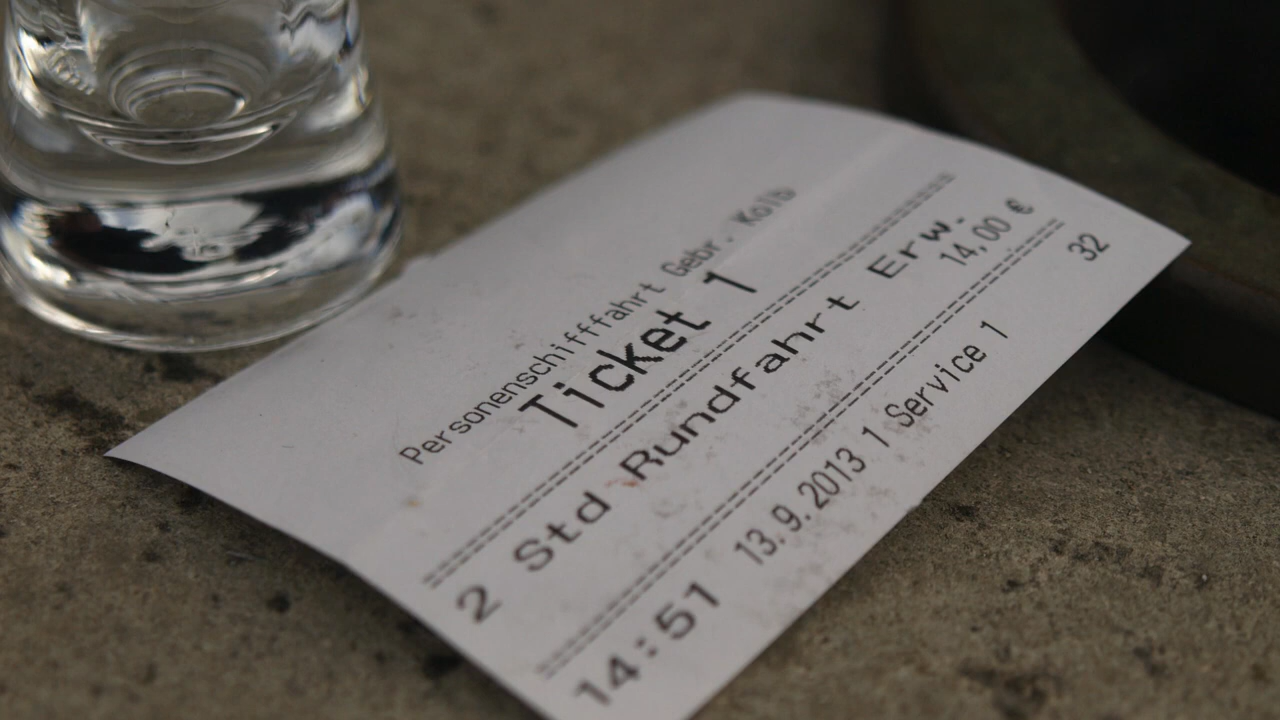 Personenschifffahrt Gebr. Kolb
Ticket 1
2 Std Rundfahrt Erw.
14,00 €
32
14:51 13.9.2013 1 Service 1